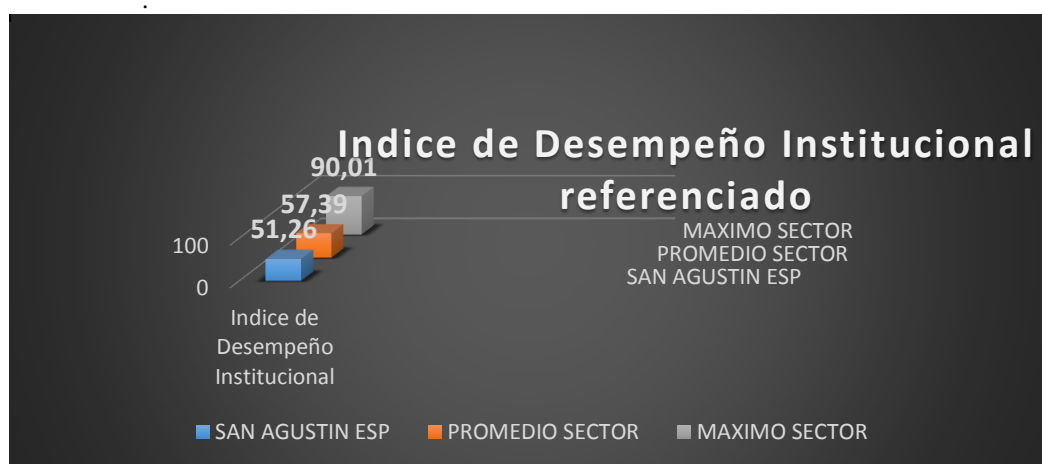 Indice de Desempeño Institucional
referenciado
90,01
57,39
51,26
100
0
MAXIMO SECTOR
PROMEDIO SECTOR
SAN AGUSTIN ESP
Indice de
Desempeño
Institucional
SAN AGUSTIN ESP PROMEDIO SECTOR MAXIMO SECTOR